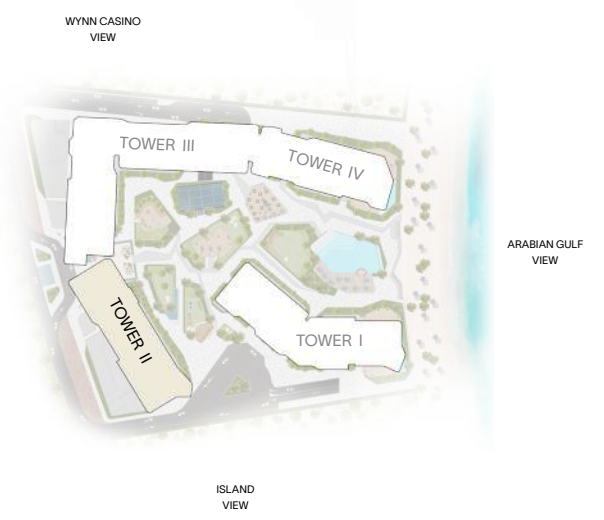 WYNN CASINO
VIEW
TOWER III
TOWER IV
ARABIAN GULF
VIEW
TOWER II
TOWER I
ISLAND
VIEW